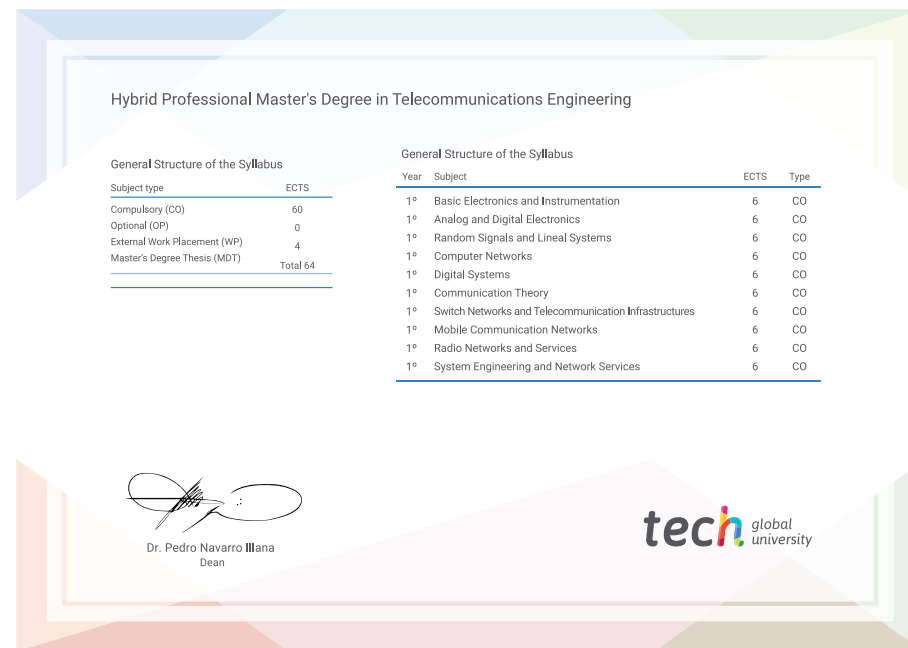 Hybrid Professional Master's Degree in Telecommunications Engineering
General Structure of the Syllabus
Subject type ECTS
Compulsory (CO) 60
Optional (OP) 0
External Work Placement (WP) 4
Master's Degree Thesis (MDT)
Total 64
General Structure of the Syllabus
Year Subject ECTS Type
1º Basic Electronics and Instrumentation 6 CO
1º Analog and Digital Electronics 6 CO
1º Random Signals and Lineal Systems 6 CO
1º Computer Networks 6 CO
1º Digital Systems 6 CO
1º Communication Theory 6 CO
1º Switch Networks and Telecommunication Infrastructures 6 CO
1º Mobile Communication Networks 6 CO
1º Radio Networks and Services 6 CO
1º System Engineering and Network Services 6 CO
Dr. Pedro Navarro Illana
Dean
tech global
university